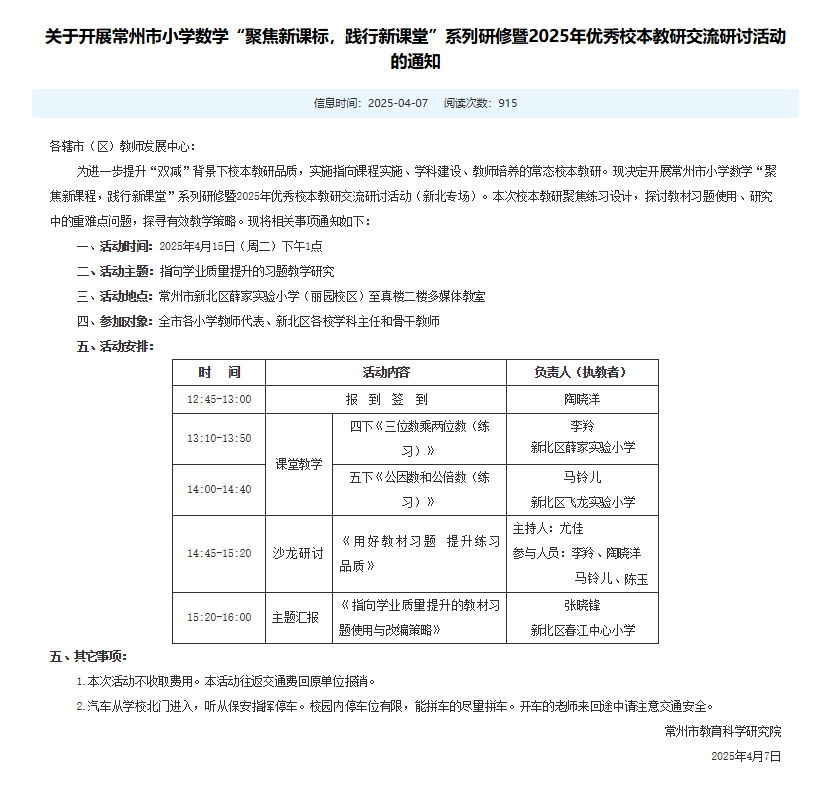 关于开展常州市小学数学“聚焦新课标，践行新课堂”系列研修暨2025年优秀校本教研交流研讨活动
的通知
信息时间：2025-04-07 阅读次数：915
各辖市（区）教师发展中心：
为进一步提升“双减”背景下校本教研品质，实施指向课程实施、学科建设、教师培养的常态校本教研。现决定开展常州市小学数学“聚
焦新课程，践行新课堂”系列研修暨2025年优秀校本教研交流研讨活动（新北专场）。本次校本教研聚焦练习设计，探讨教材习题使用、研究
中的重难点问题，探寻有效教学策略。现将相关事项通知如下：
一、活动时间：2025年4月15日（周二）下午1点
二、活动主题：指向学业质量提升的习题教学研究
三、活动地点：常州市新北区薛家实验小学（丽园校区）至真楼二楼多媒体教室
四、参加对象：全市各小学教师代表、新北区各校学科主任和骨干教师
五、活动安排：
时 间 活动内容 负责人（执教者）
12:45-13:00 报 到 签 到 陶晓洋
13:10-13:50 课堂教学 四下《三位数乘两位数（练
习）》
李羚
新北区薛家实验小学
14:00-14:40 五下《公因数和公倍数（练
习）》
马铃儿
新北区飞龙实验小学
14:45-15:20 沙龙研讨 《用好教材习题 提升练习
品质》
主持人：尤佳
参与人员：李羚、陶晓洋
马铃儿、陈玉
15:20-16:00 主题汇报 《指向学业质量提升的教材习
题使用与改编策略》
张晓锋
新北区春江中心小学
五、其它事项：
1.本次活动不收取费用。本活动往返交通费回原单位报销。
2.汽车从学校北门进入，听从保安指挥停车。校园内停车位有限，能拼车的尽量拼车。开车的老师来回途中请注意交通安全。
常州市教育科学研究院
2025年4月7日